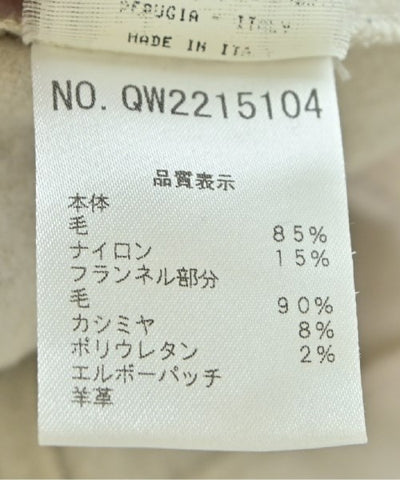 PERUGIA - ITALY
MADE IN ITA
NO. QW2215104
品質表示
本体
毛 85%
ナイロン 15%
フランネル部分
毛 90%
カシミヤ 8%
ポリウレタン 2%
エルボーパッチ
羊革